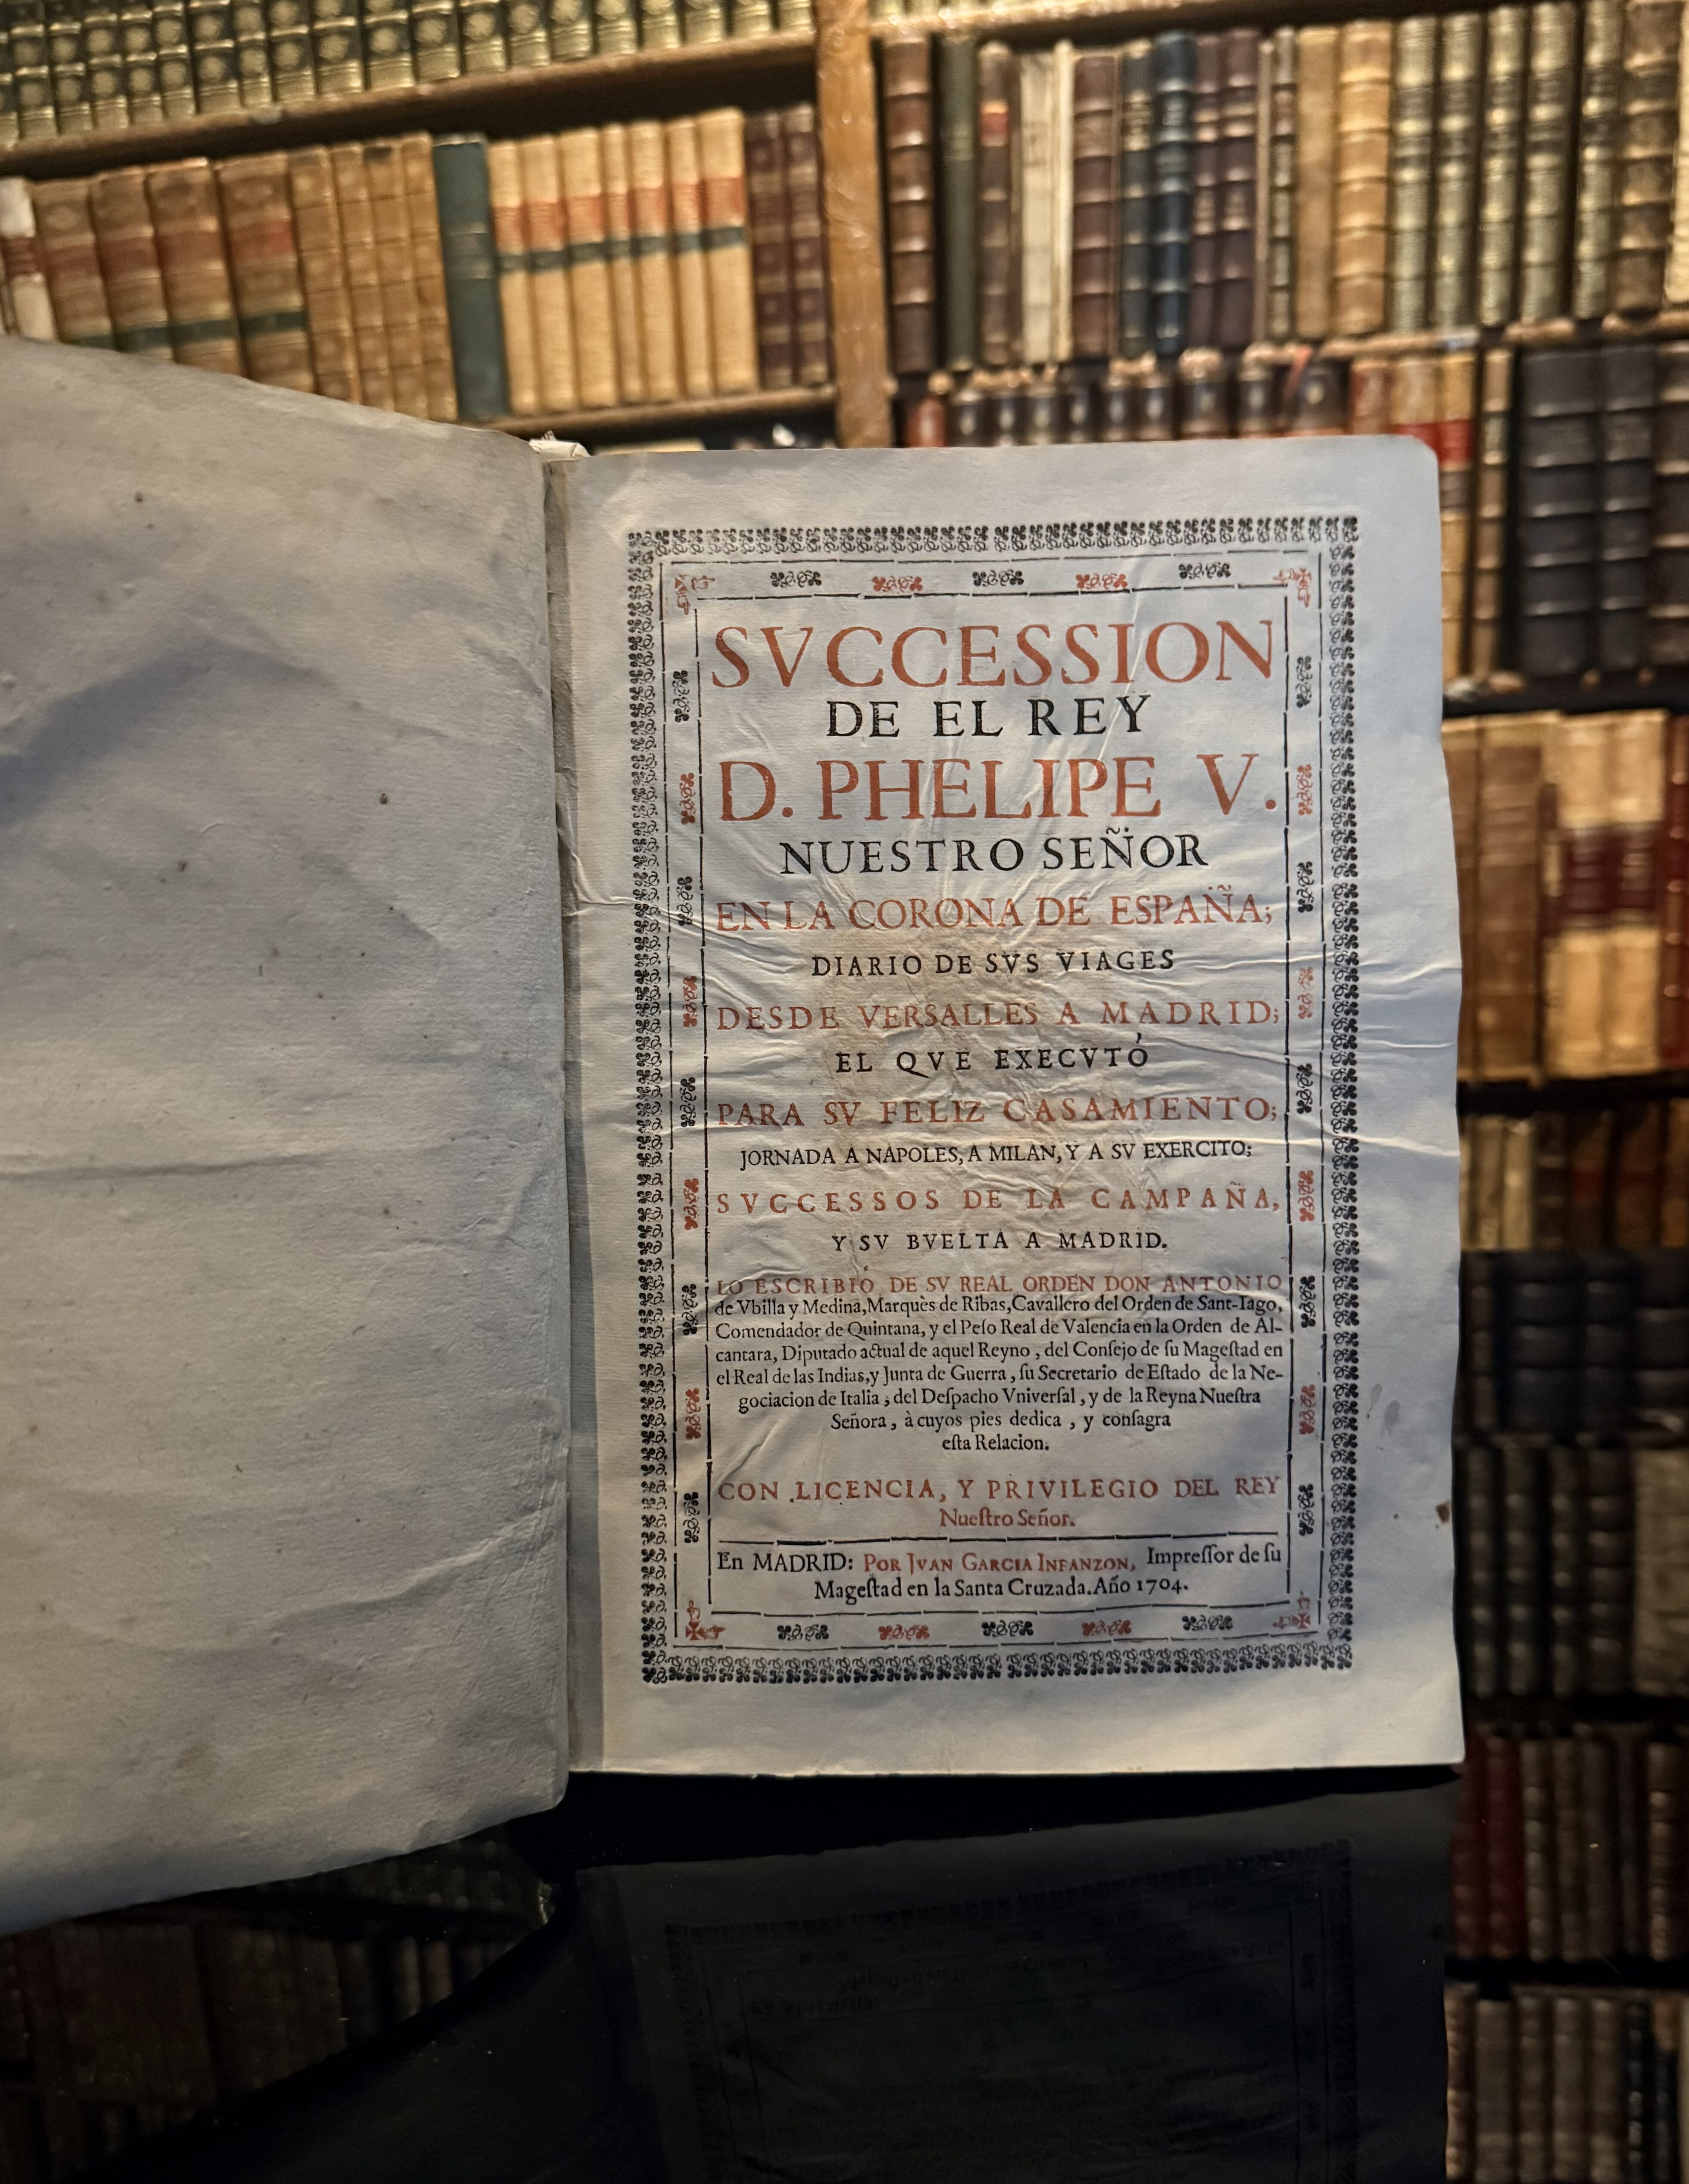 SVCCESSION
DE EL REY
D. PHELIPE V.
NUESTRO SEÑOR
EN LA CORONA DE ESPAÑA;
DIARIO DE SVS VIAGES
DESDE VERSALLES A MADRID;
EL QVE EXECVTÓ
PARA SV FELIZ CASAMIENTO;
JORNADA A NAPOLES, A MILAN, Y A SV EXERCITO;
SVCCESSOS DE LA CAMPAÑA,
Y SV BVELTA A MADRID.
LO ESCRIBIÓ DE SV REAL ORDEN DON ANTONIO
de Vbilla y Medina, Marquès de Ribas, Cavallero del Orden de Sant-Iago,
Comendador de Quintana, y el Peſo Real de Valencia en la Orden de Al-
cantara, Diputado actual de aquel Reyno, del Conſejo de ſu Mageſtad en
el Real de las Indias, y Junta de Guerra, ſu Secretario de Eſtado de la Ne-
gociacion de Italia, del Deſpacho Vniverſal, y de la Reyna Nueſtra
Señora, à cuyos pies dedica, y conſagra
eſta Relacion.
CON LICENCIA, Y PRIVILEGIO DEL REY
Nueſtro Señor.
En MADRID: POR JVAN GARCIA INFANZON, Impreſſor de ſu
Mageſtad en la Santa Cruzada. Año 1704.